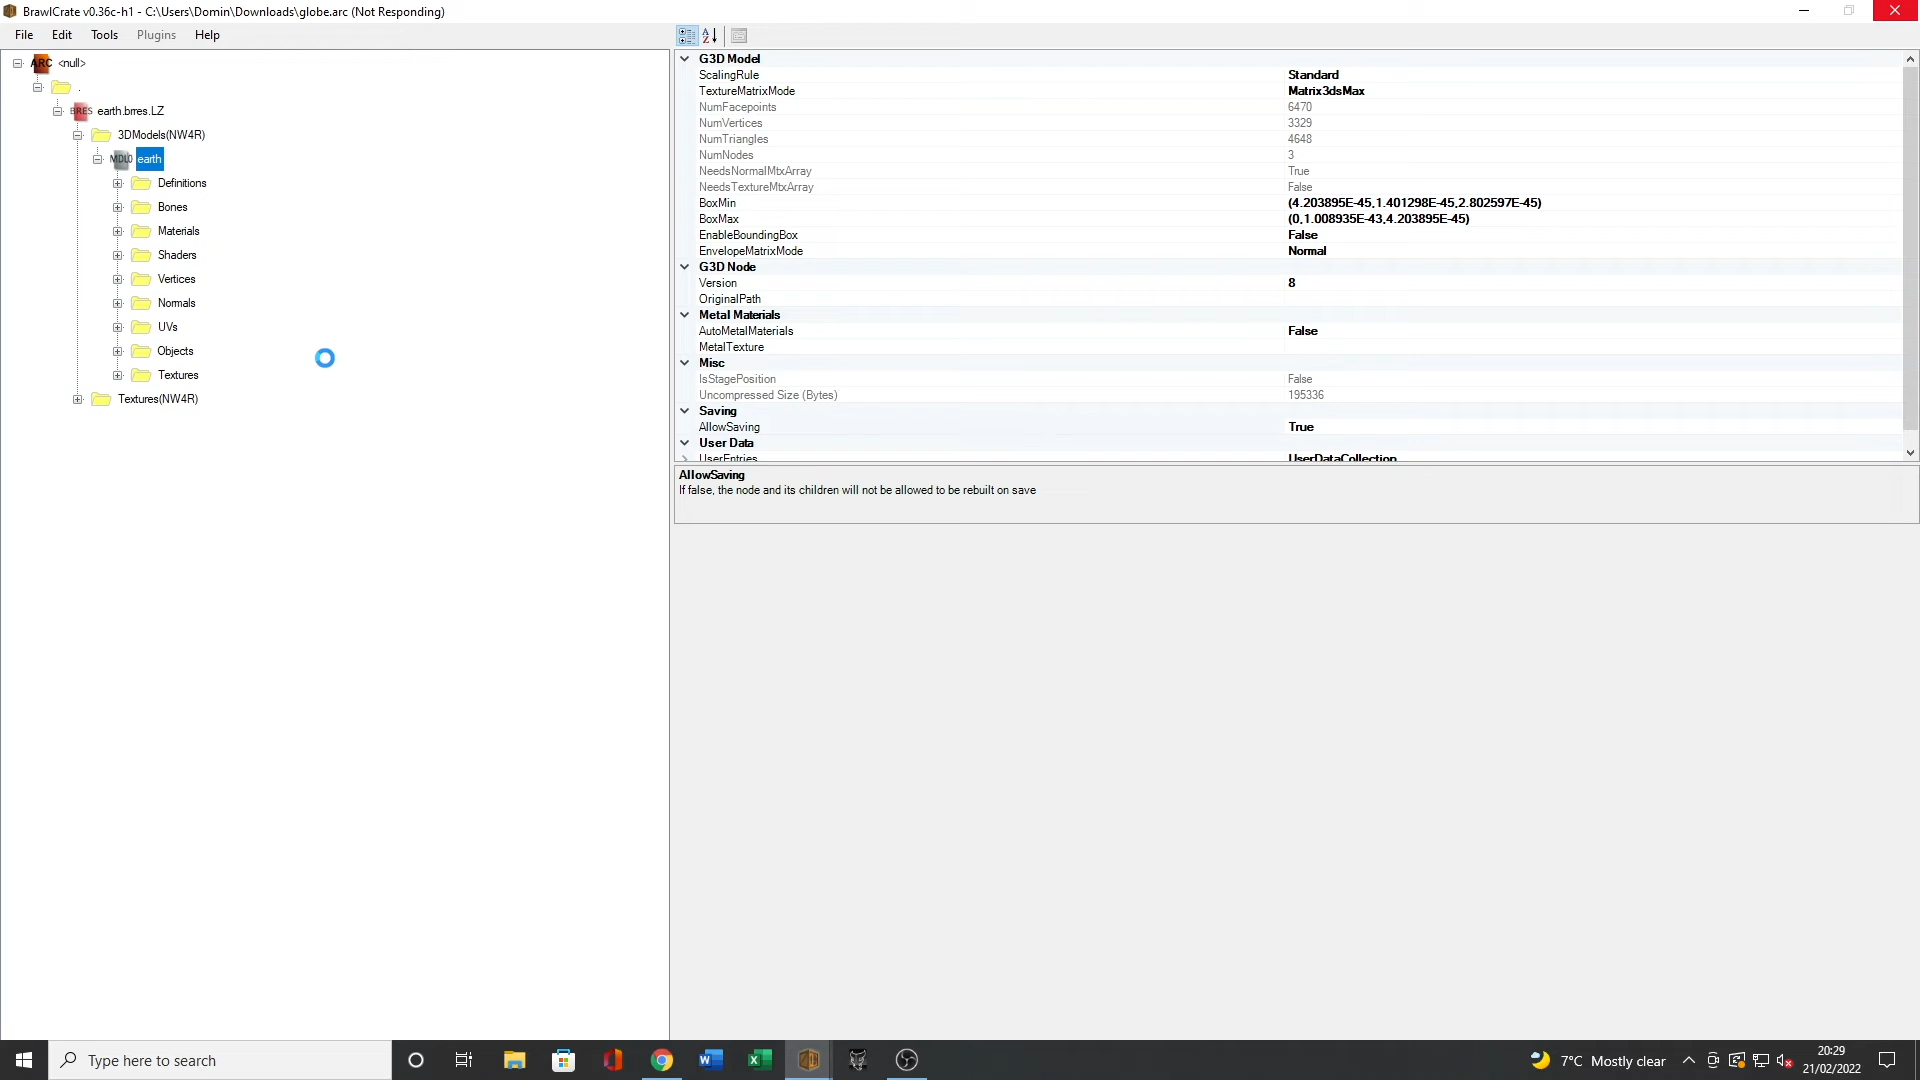 BrawlCrate v0.36c-h1 - C:\Users\Domin\Downloads\globe.arc (Not Responding)
File Edit Tools Plugins Help
ARC <null>
.
BRES earth.brres.LZ
3DModels(NW4R)
MDL0 earth
Definitions
Bones
Materials
Shaders
Vertices
Normals
UVs
Objects
Textures
Textures(NW4R)
G3D Model
ScalingRule Standard
TextureMatrixMode Matrix3dsMax
NumFacepoints 6470
NumVertices 3329
NumTriangles 4648
NumNodes 3
NeedsNormalMtxArray True
NeedsTextureMtxArray False
BoxMin (4.203895E-45,1.401298E-45,2.802597E-45)
BoxMax (0,1.008935E-43,4.203895E-45)
EnableBoundingBox False
EnvelopeMatrixMode Normal
G3D Node
Version 8
OriginalPath
Metal Materials
AutoMetalMaterials False
MetalTexture
Misc
IsStagePosition False
Uncompressed Size (Bytes) 195336
Saving
AllowSaving True
User Data
UserEntries UserDataCollection
AllowSaving
If false, the node and its children will not be allowed to be rebuilt on save
Type here to search
7°C Mostly clear
20:29
21/02/2022